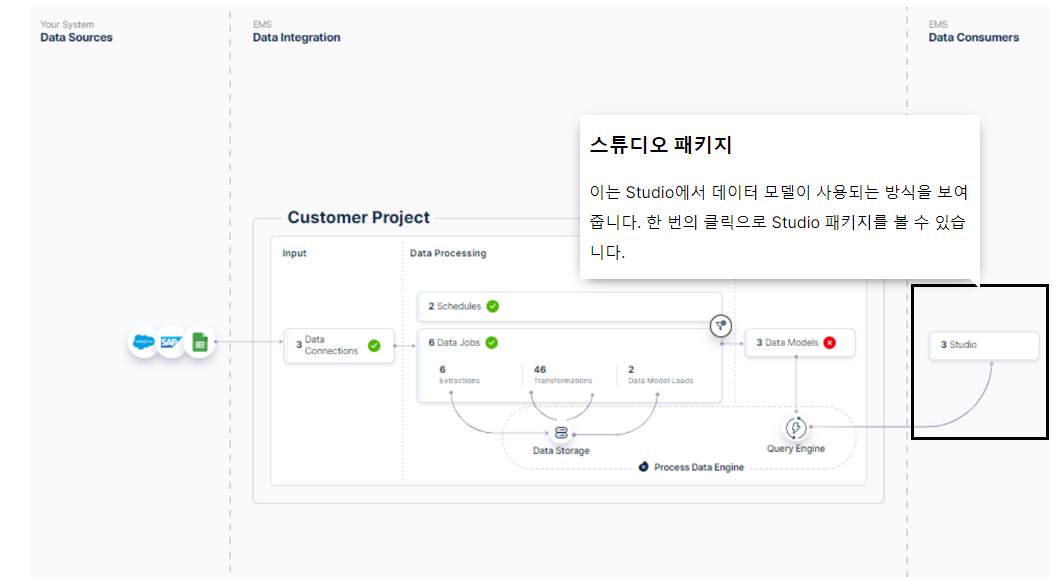 Your System
Data Sources
EMS
Data Integration
EMS
Data Consumers
스튜디오 패키지
이는 Studio에서 데이터 모델이 사용되는 방식을 보여
줍니다. 한 번의 클릭으로 Studio 패키지를 볼 수 있습
니다.
Customer Project
Input
Data Processing
2 Schedules
3 Data
Connections
6 Data Jobs
6
Extractions
46
Transformations
2
Data Model Loads
3 Data Models
3 Studio
salesforce
SAP
Data Storage
Query Engine
Process Data Engine